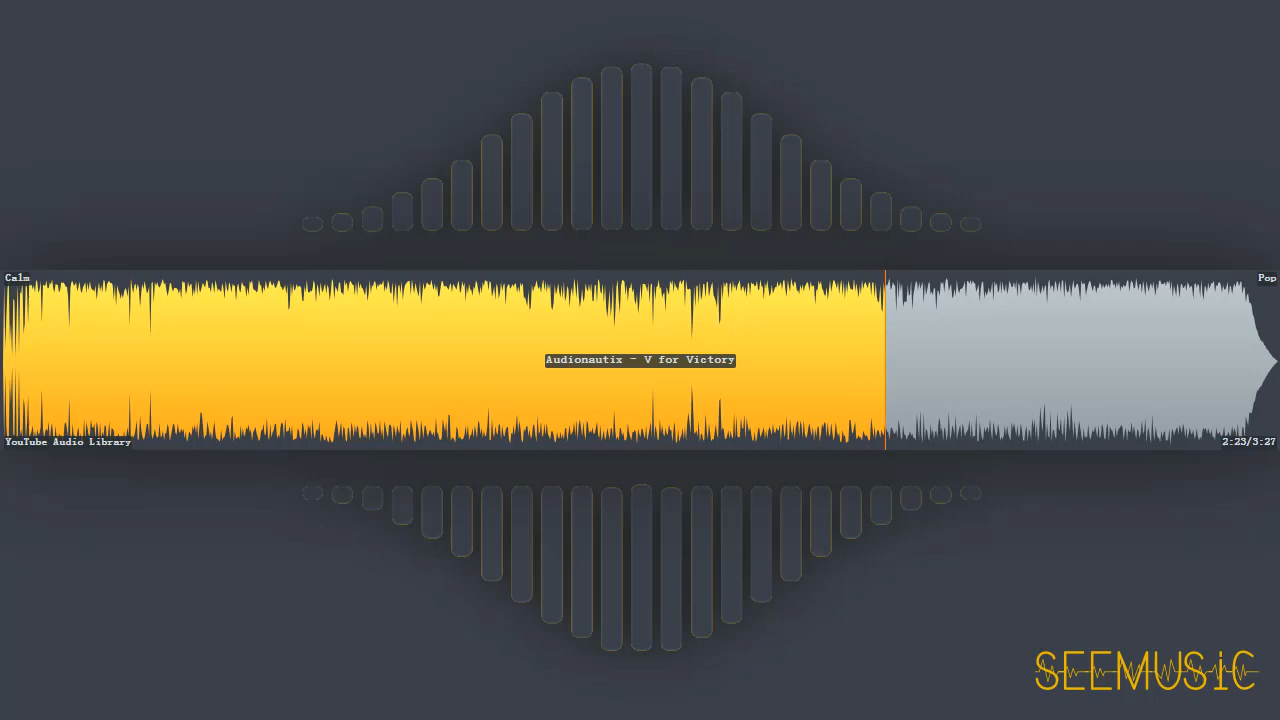 Calm
Pop
Audionautix - V for Victory
YouTube Audio Library
2:23/3:27
SEEMUSiC